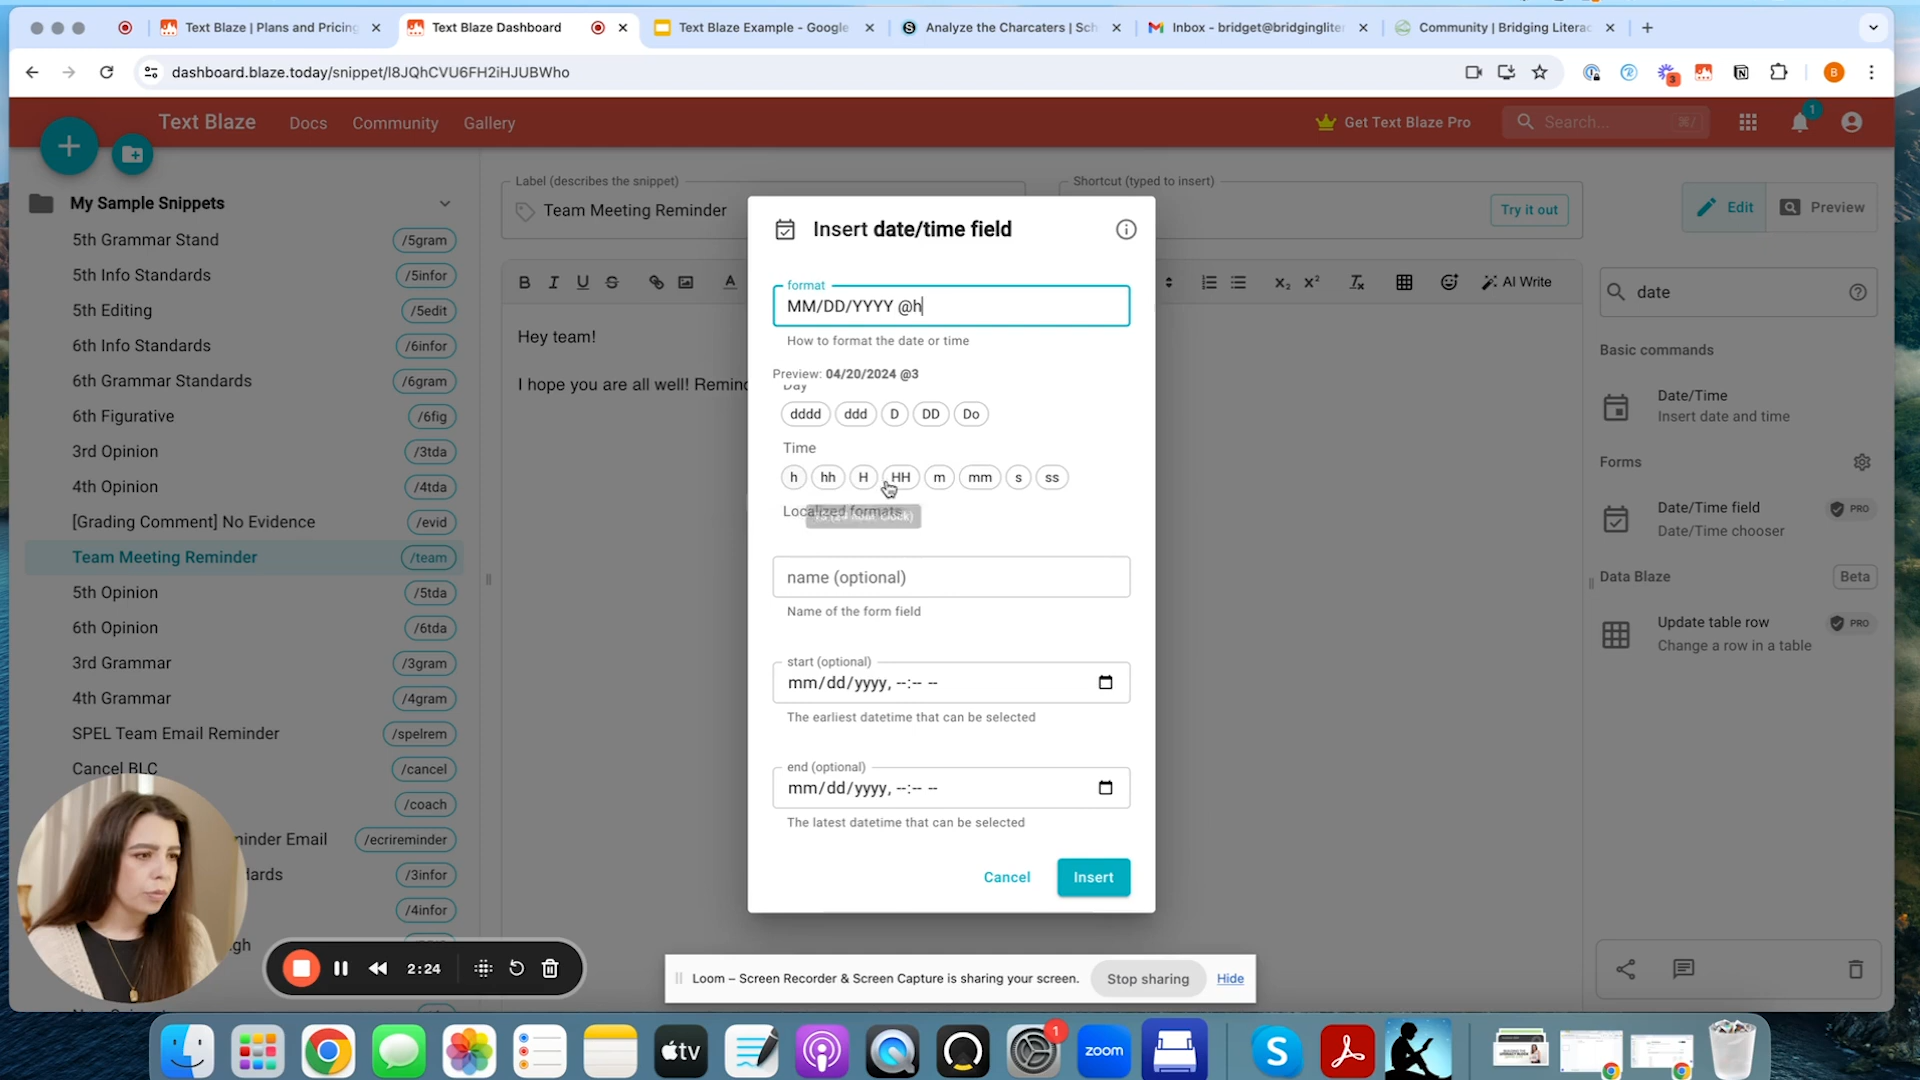 Text Blaze | Plans and Pricing
Text Blaze Dashboard
Text Blaze Example - Google
Analyze the Charcaters | Sch
Inbox - bridget@bridginglite
Community | Bridging Literac
dashboard.blaze.today/snippet/I8JQhCVU6FH2iHJUBWho
3
B
Text Blaze
Docs
Community
Gallery
Get Text Blaze Pro
Search...
⌘/
1
My Sample Snippets
5th Grammar Stand
/5gram
5th Info Standards
/5infor
5th Editing
/5edit
6th Info Standards
/6infor
6th Grammar Standards
/6gram
6th Figurative
/6fig
3rd Opinion
/3tda
4th Opinion
/4tda
[Grading Comment] No Evidence
/evid
Team Meeting Reminder
/team
5th Opinion
/5tda
6th Opinion
/6tda
3rd Grammar
/3gram
4th Grammar
/4gram
SPEL Team Email Reminder
/spelrem
Cancel BLC
/cancel
/coach
inder Email
/ecrireminder
ards
/3infor
/4infor
gh
Label (describes the snippet)
Team Meeting Reminder
Shortcut (typed to insert)
Try it out
Edit
Preview
B I U S
A
AI Write
Hey team!
I hope you are all well! Remin
Insert date/time field
format
MM/DD/YYYY @h
How to format the date or time
Preview: 04/20/2024 @3
Day
dddd ddd D DD Do
Time
h hh H HH m mm s ss
Localized formats
name (optional)
Name of the form field
start (optional)
mm/dd/yyyy, --:-- --
The earliest datetime that can be selected
end (optional)
mm/dd/yyyy, --:-- --
The latest datetime that can be selected
Cancel
Insert
date
Basic commands
Date/Time
Insert date and time
Forms
Date/Time field
PRO
Date/Time chooser
Data Blaze
Beta
Update table row
PRO
Change a row in a table
2:24
Loom – Screen Recorder & Screen Capture is sharing your screen.
Stop sharing
Hide
tv
1
zoom